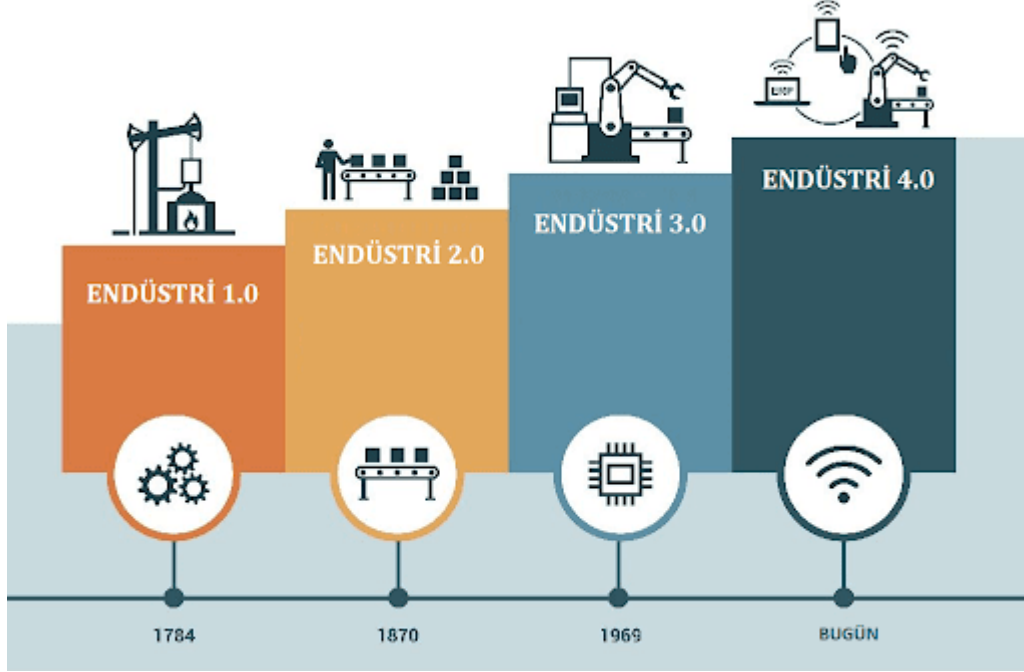 ENDÜSTRİ 1.0
ENDÜSTRİ 2.0
ENDÜSTRİ 3.0
ENDÜSTRİ 4.0
1784
1870
1969
BUGÜN